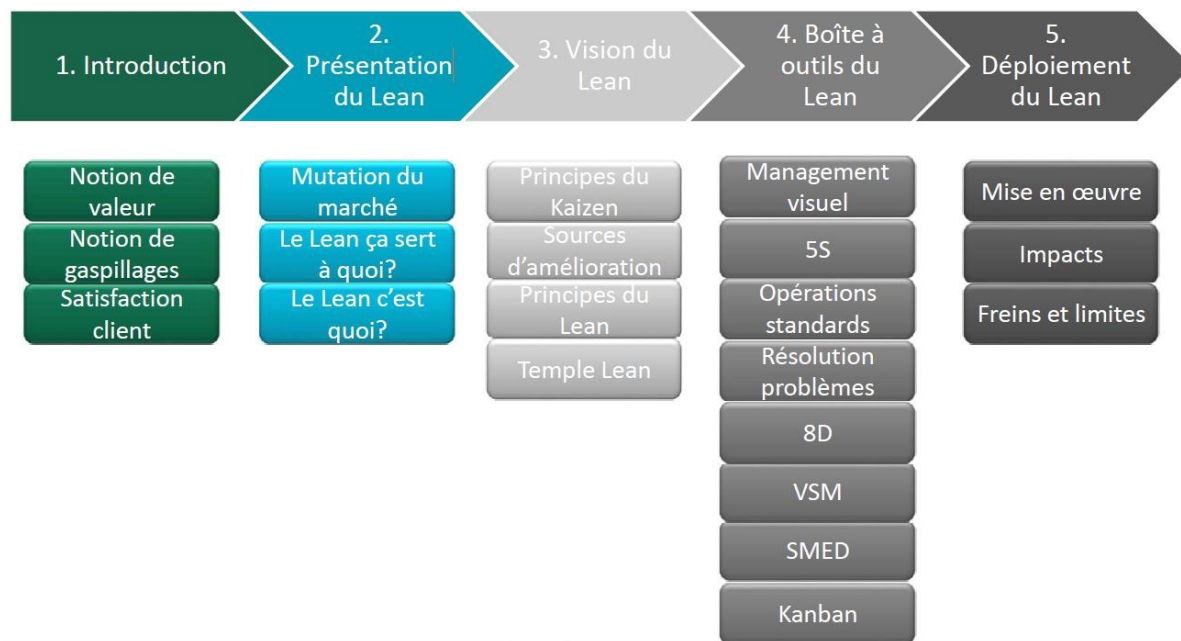 1. Introduction
2.
Présentation
du Lean
3. Vision du
Lean
4. Boîte à
outils du
Lean
5.
Déploiement
du Lean
Notion de
valeur
Notion de
gaspillages
Satisfaction
client
Mutation du
marché
Le Lean ça sert
à quoi?
Le Lean c'est
quoi?
Principes du
Kaizen
Sources
d'amélioration
Principes du
Lean
Temple Lean
Management
visuel
5S
Opérations
standards
Résolution
problèmes
8D
VSM
SMED
Kanban
Mise en œuvre
Impacts
Freins et limites